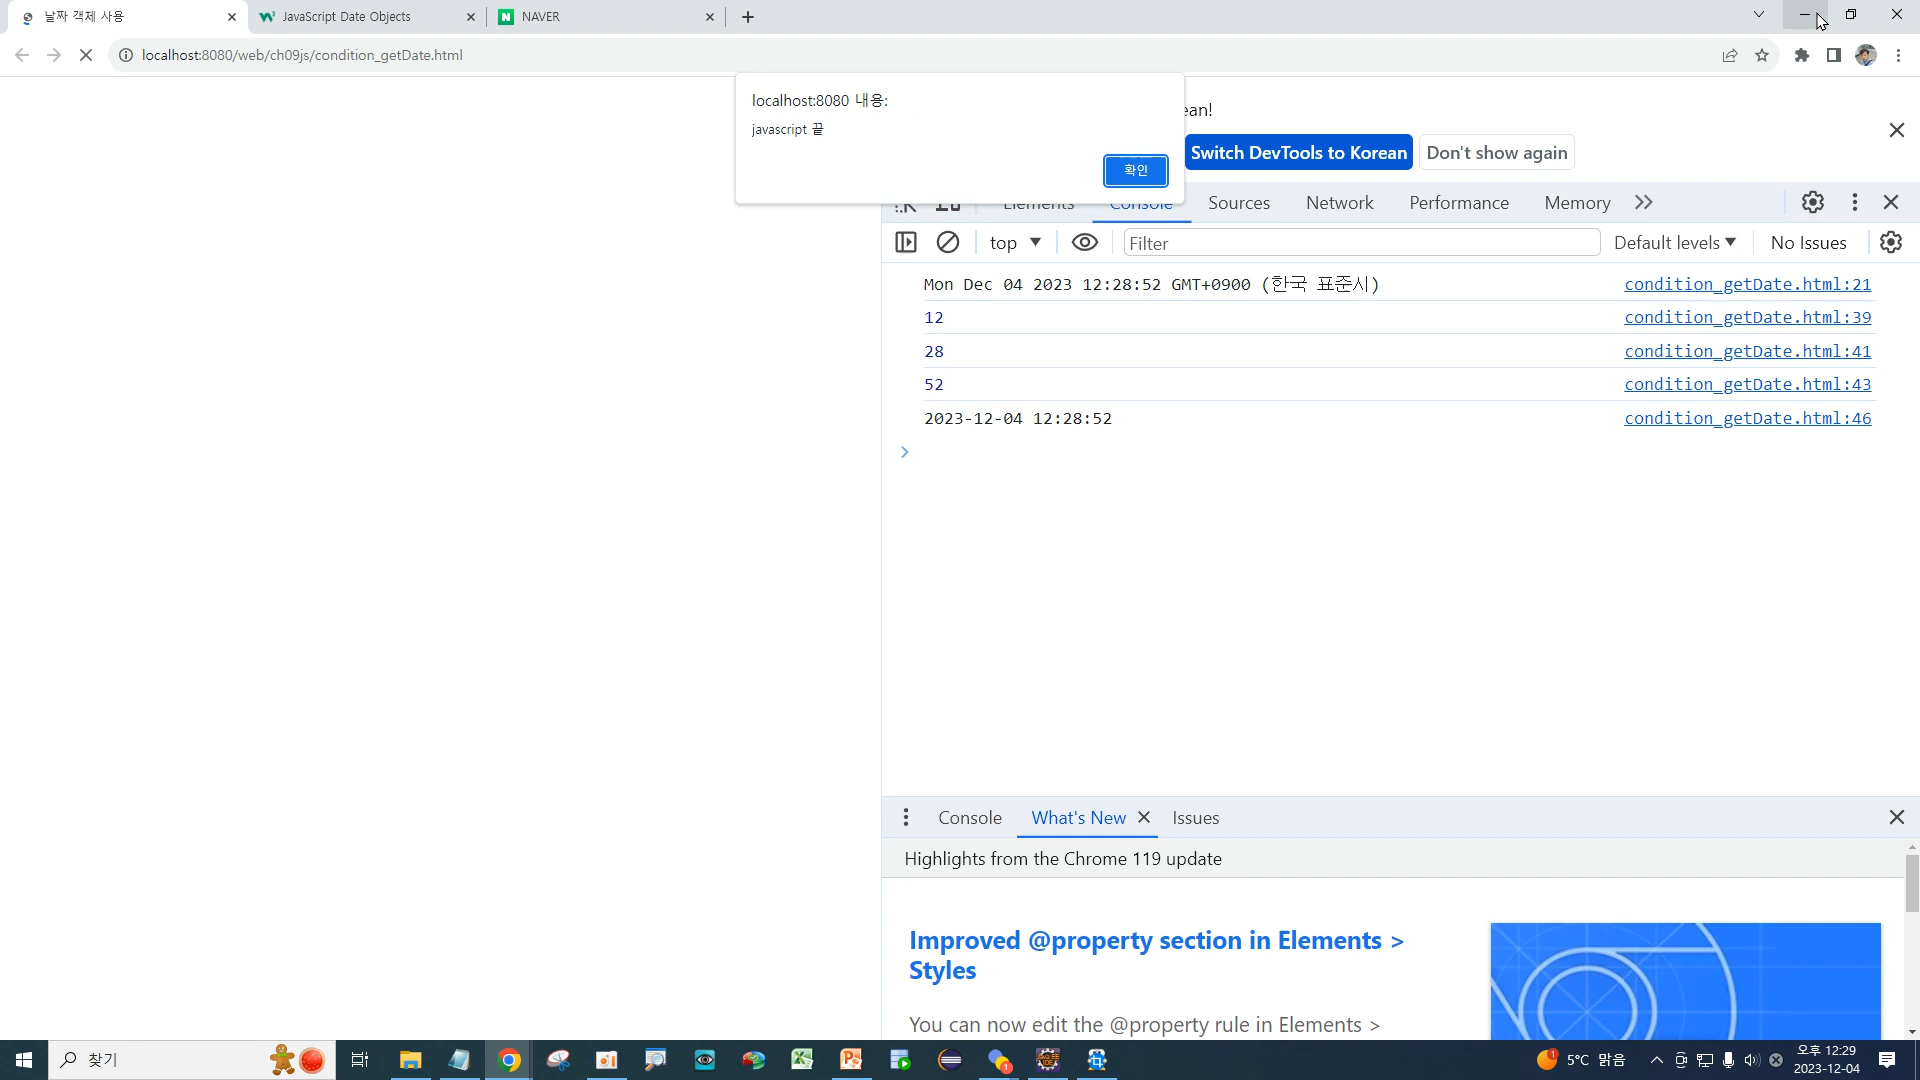 날짜 객체 사용
JavaScript Date Objects
NAVER
localhost:8080/web/ch09js/condition_getDate.html
localhost:8080 내용:
javascript 끝
확인
ean!
Switch DevTools to Korean
Don't show again
Elements
Console
Sources
Network
Performance
Memory
top
Filter
Default levels
No Issues
Mon Dec 04 2023 12:28:52 GMT+0900 (한국 표준시)
condition_getDate.html:21
12
condition_getDate.html:39
28
condition_getDate.html:41
52
condition_getDate.html:43
2023-12-04 12:28:52
condition_getDate.html:46
Console
What's New
Issues
Highlights from the Chrome 119 update
Improved @property section in Elements >
Styles
You can now edit the @property rule in Elements >
찾기
5°C 맑음
오후 12:29
2023-12-04